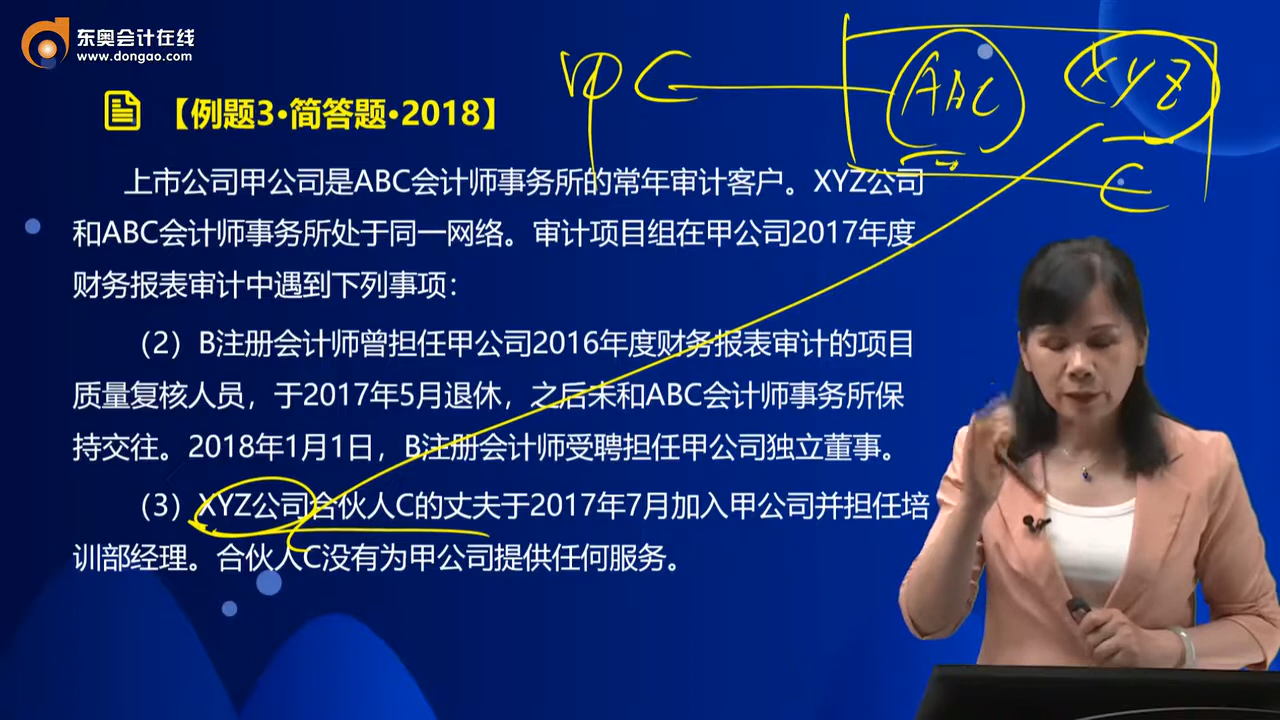 东奥会计在线
www.dongao.com
甲C ABC XYZ
C
【例题3•简答题•2018】
上市公司甲公司是ABC会计师事务所的常年审计客户。XYZ公司
和ABC会计师事务所处于同一网络。审计项目组在甲公司2017年度
财务报表审计中遇到下列事项：
（2）B注册会计师曾担任甲公司2016年度财务报表审计的项目
质量复核人员，于2017年5月退休，之后未和ABC会计师事务所保
持交往。2018年1月1日，B注册会计师受聘担任甲公司独立董事。
（3）XYZ公司合伙人C的丈夫于2017年7月加入甲公司并担任培
训部经理。合伙人C没有为甲公司提供任何服务。